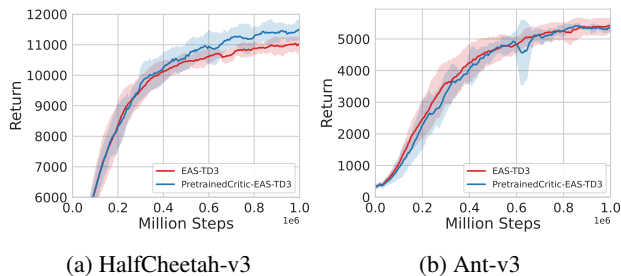 12000
11000
10000
9000
8000
7000
6000
Return
EAS-TD3
PretrainedCritic-EAS-TD3
0.0 0.2 0.4 0.6 0.8 1.0
1e6
Million Steps
(a) HalfCheetah-v3
5000
4000
3000
2000
1000
0
Return
EAS-TD3
PretrainedCritic-EAS-TD3
0.0 0.2 0.4 0.6 0.8 1.0
1e6
Million Steps
(b) Ant-v3